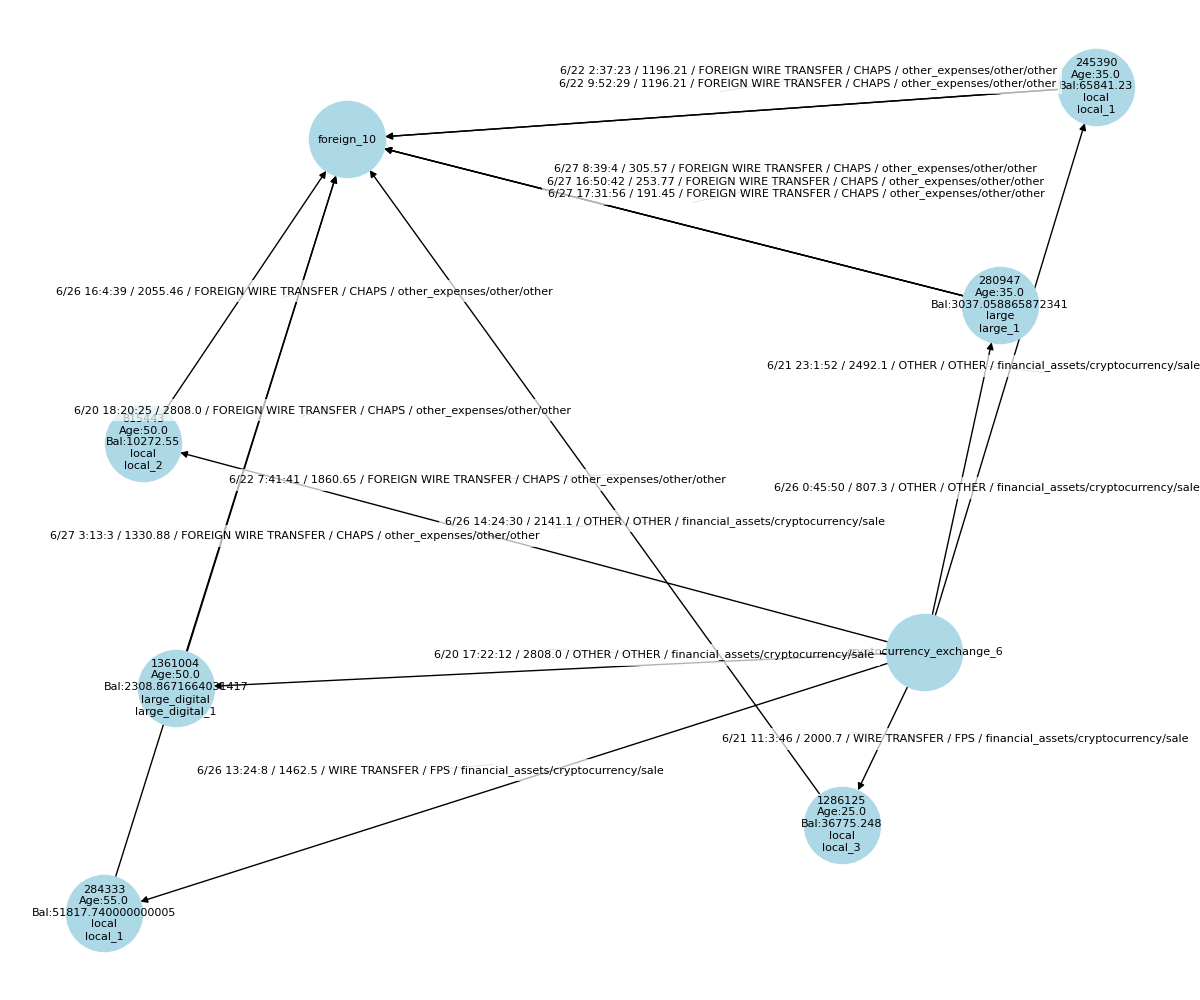 245390
Age:35.0
Bal:65841.23
local
local_1
6/22 2:37:23 / 1196.21 / FOREIGN WIRE TRANSFER / CHAPS / other_expenses/other/other
6/22 9:52:29 / 1196.21 / FOREIGN WIRE TRANSFER / CHAPS / other_expenses/other/other
foreign_10
6/27 8:39:4 / 305.57 / FOREIGN WIRE TRANSFER / CHAPS / other_expenses/other/other
6/27 16:50:42 / 253.77 / FOREIGN WIRE TRANSFER / CHAPS / other_expenses/other/other
6/27 17:31:56 / 191.45 / FOREIGN WIRE TRANSFER / CHAPS / other_expenses/other/other
280947
Age:35.0
Bal:3037.058865872341
large
large_1
6/26 16:4:39 / 2055.46 / FOREIGN WIRE TRANSFER / CHAPS / other_expenses/other/other
6/21 23:1:52 / 2492.1 / OTHER / OTHER / financial_assets/cryptocurrency/sale
6/20 18:20:25 / 2808.0 / FOREIGN WIRE TRANSFER / CHAPS / other_expenses/other/other
815443
Age:50.0
Bal:10272.55
local
local_2
6/22 7:41:41 / 1860.65 / FOREIGN WIRE TRANSFER / CHAPS / other_expenses/other/other
6/26 0:45:50 / 807.3 / OTHER / OTHER / financial_assets/cryptocurrency/sale
6/26 14:24:30 / 2141.1 / OTHER / OTHER / financial_assets/cryptocurrency/sale
6/27 3:13:3 / 1330.88 / FOREIGN WIRE TRANSFER / CHAPS / other_expenses/other/other
6/20 17:22:12 / 2808.0 / OTHER / OTHER / financial_assets/cryptocurrency/sale
cryptocurrency_exchange_6
1361004
Age:50.0
Bal:2308.8671664031417
large_digital
large_digital_1
6/21 11:3:46 / 2000.7 / WIRE TRANSFER / FPS / financial_assets/cryptocurrency/sale
6/26 13:24:8 / 1462.5 / WIRE TRANSFER / FPS / financial_assets/cryptocurrency/sale
1286125
Age:25.0
Bal:36775.248
local
local_3
284333
Age:55.0
Bal:51817.740000000005
local
local_1